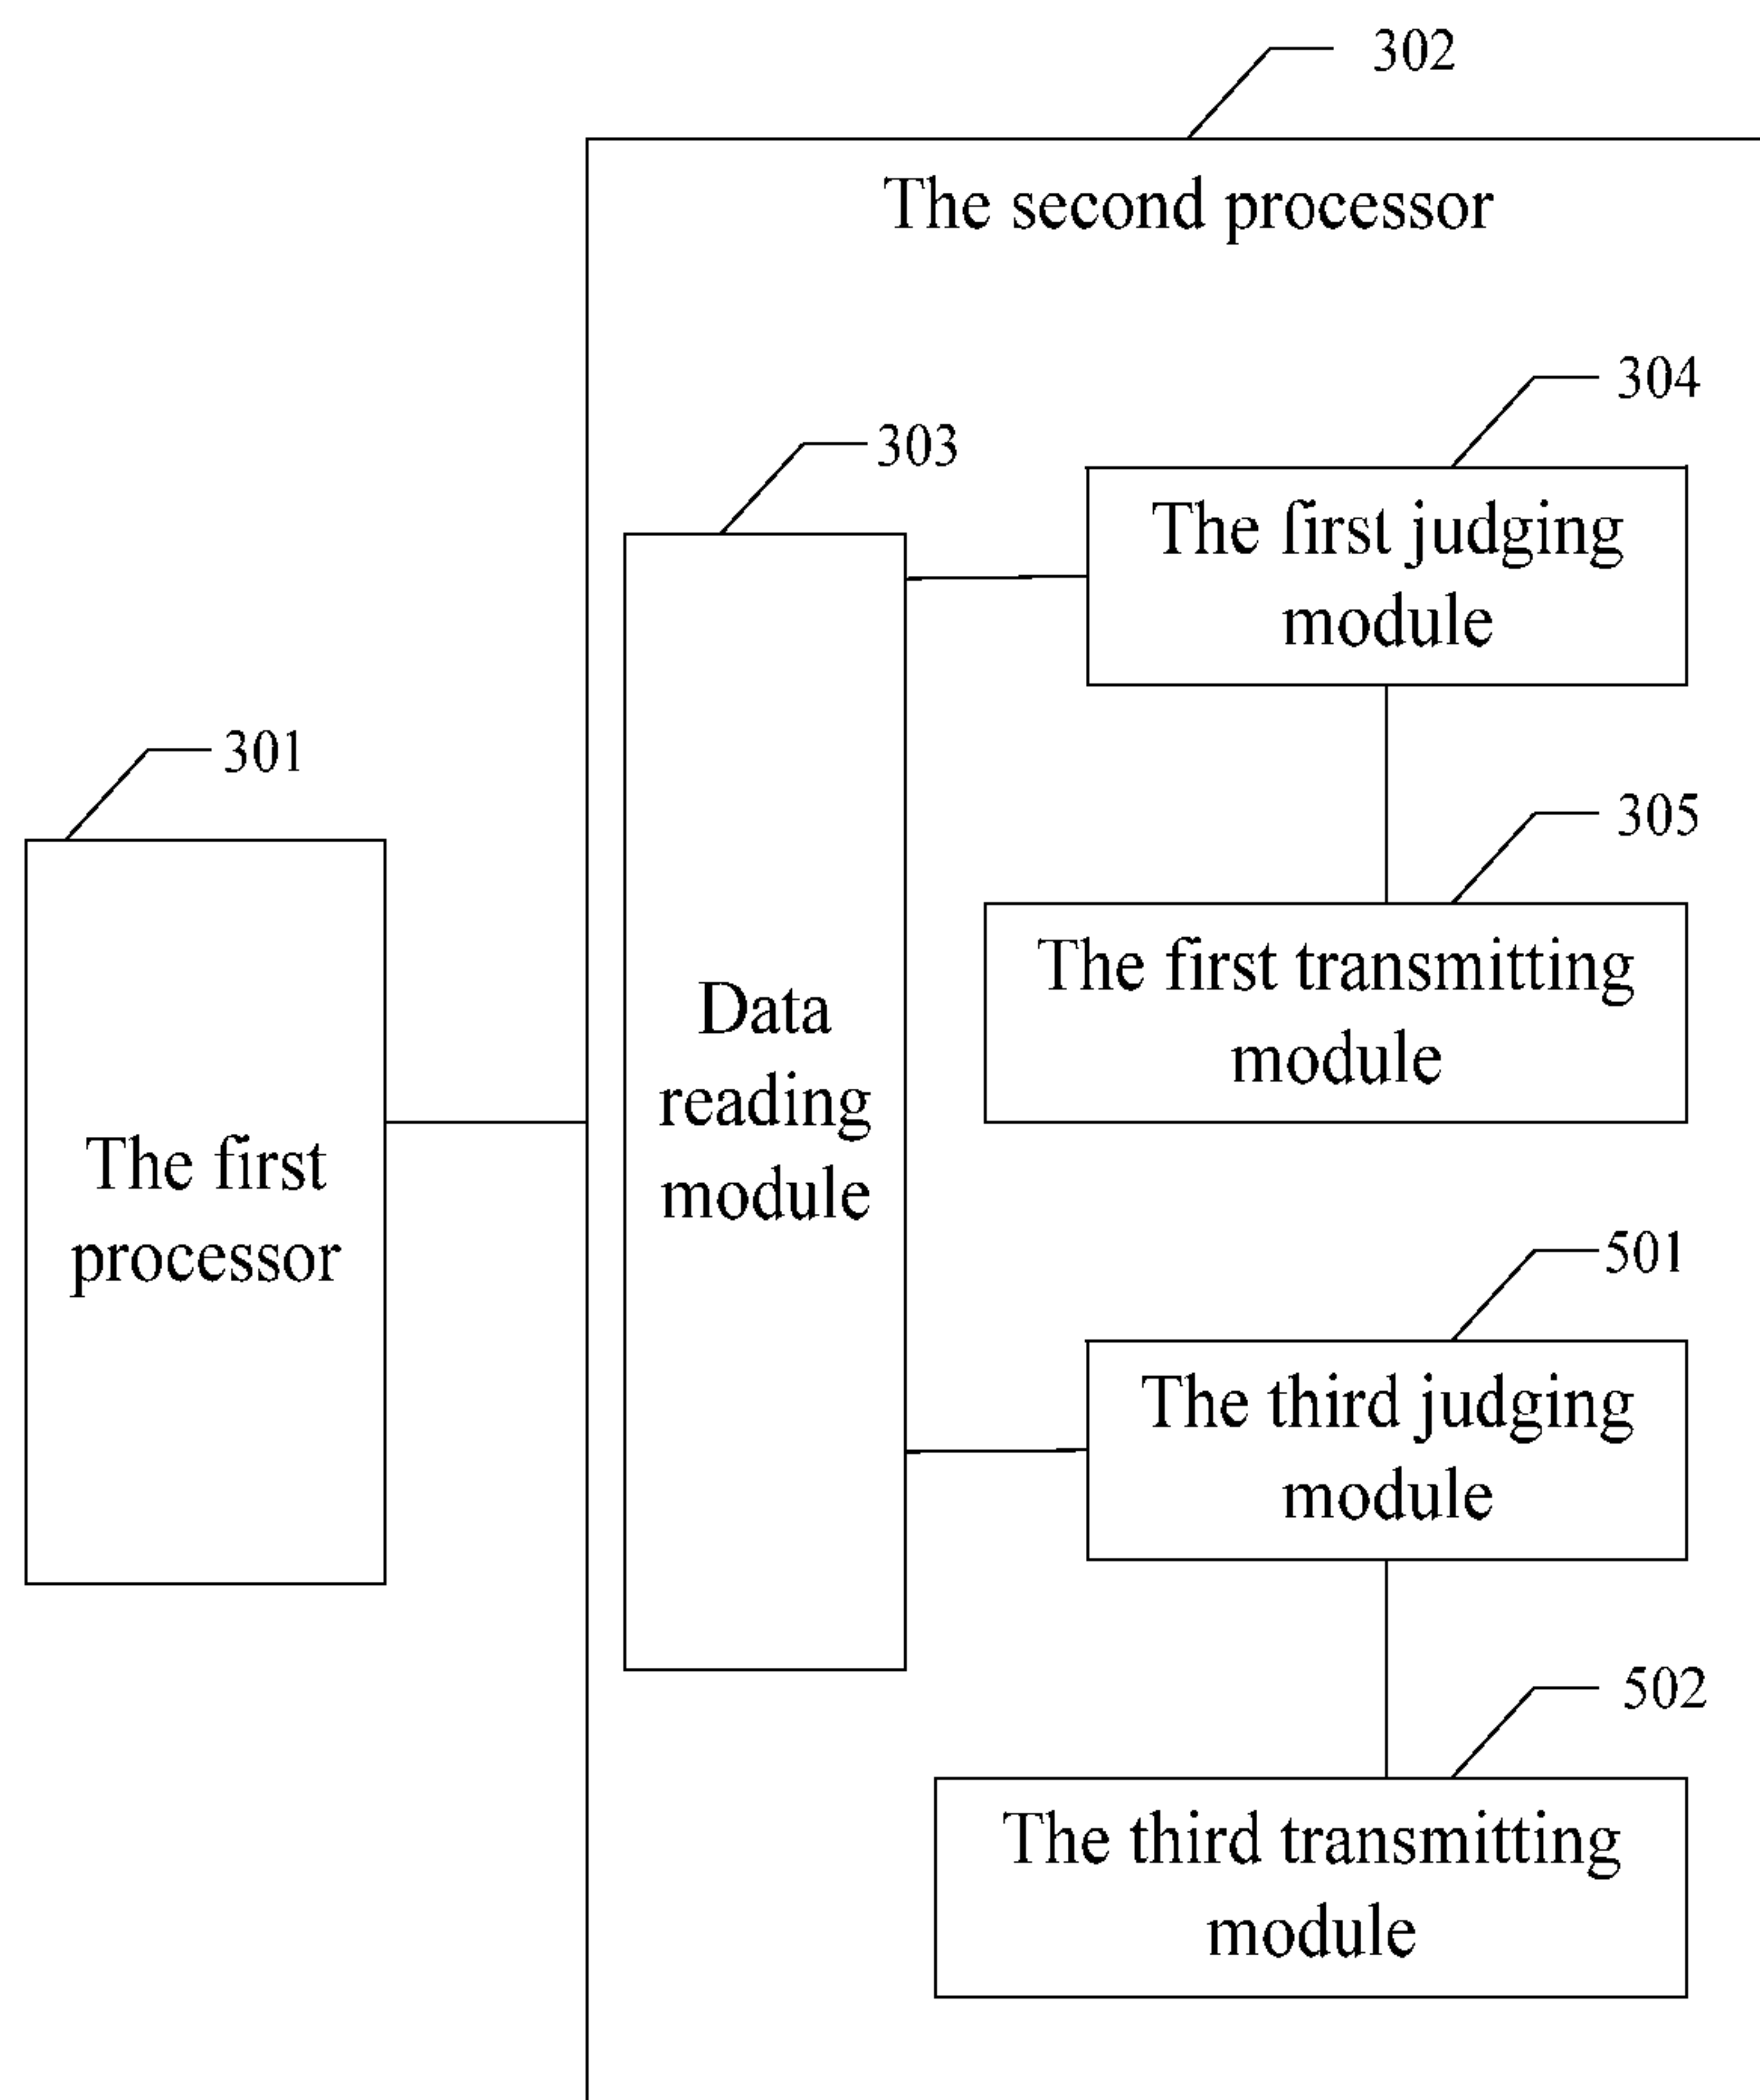 302
The second processor
304
303
The first judging
module
301
305
The first transmitting
module
Data
reading
module
The first
processor
501
The third judging
module
502
The third transmitting
module